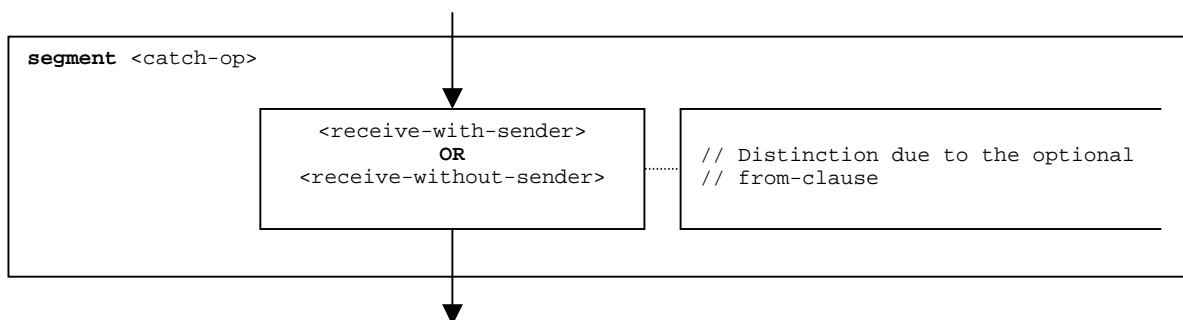 segment <catch-op>
<receive-with-sender>
OR
<receive-without-sender>
// Distinction due to the optional
// from-clause